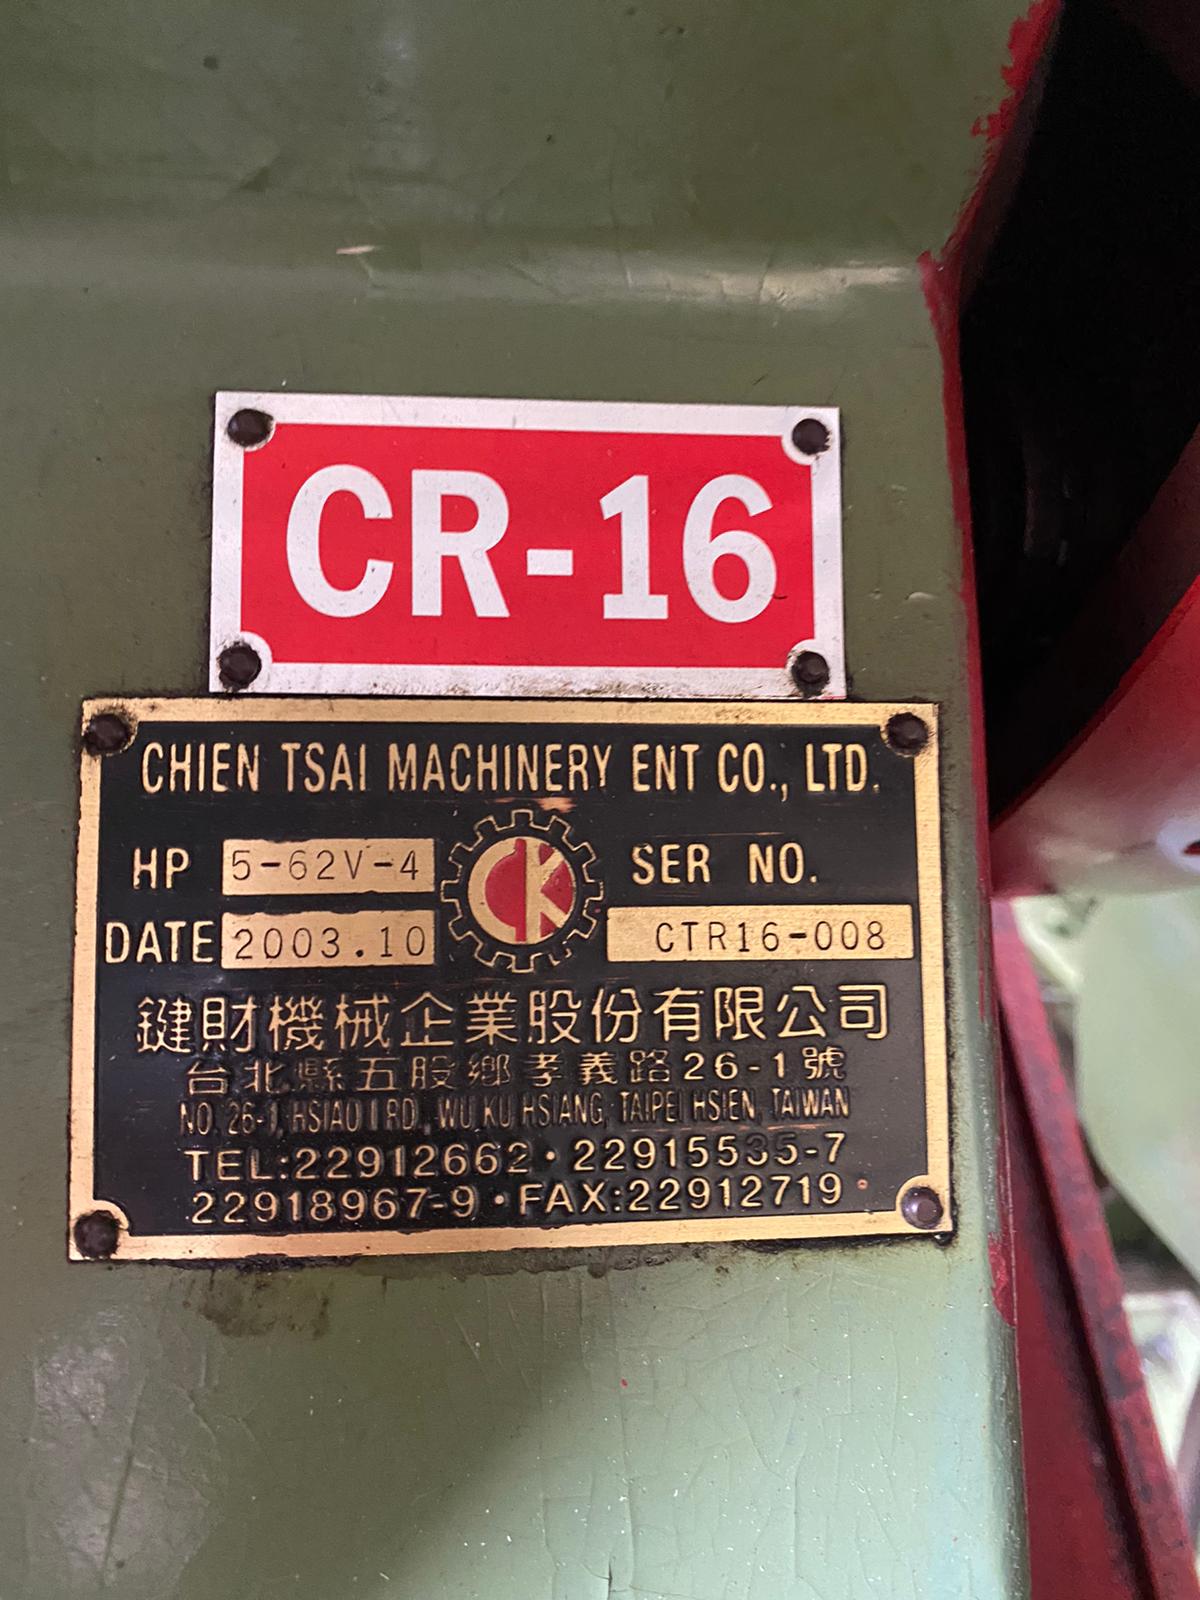 CR-16
CHIEN TSAI MACHINERY ENT CO., LTD.
HP 5-62V-4
SER NO.
DATE 2003.10
CTR16-008
CK
鍵財機械企業股份有限公司
台北縣五股鄉孝義路26-1號
NO. 26-1, HSIAO I RD., WU KU HSIANG, TAIPEI HSIEN, TAIWAN
TEL:22912662·22915535-7
22918967-9·FAX:22912719